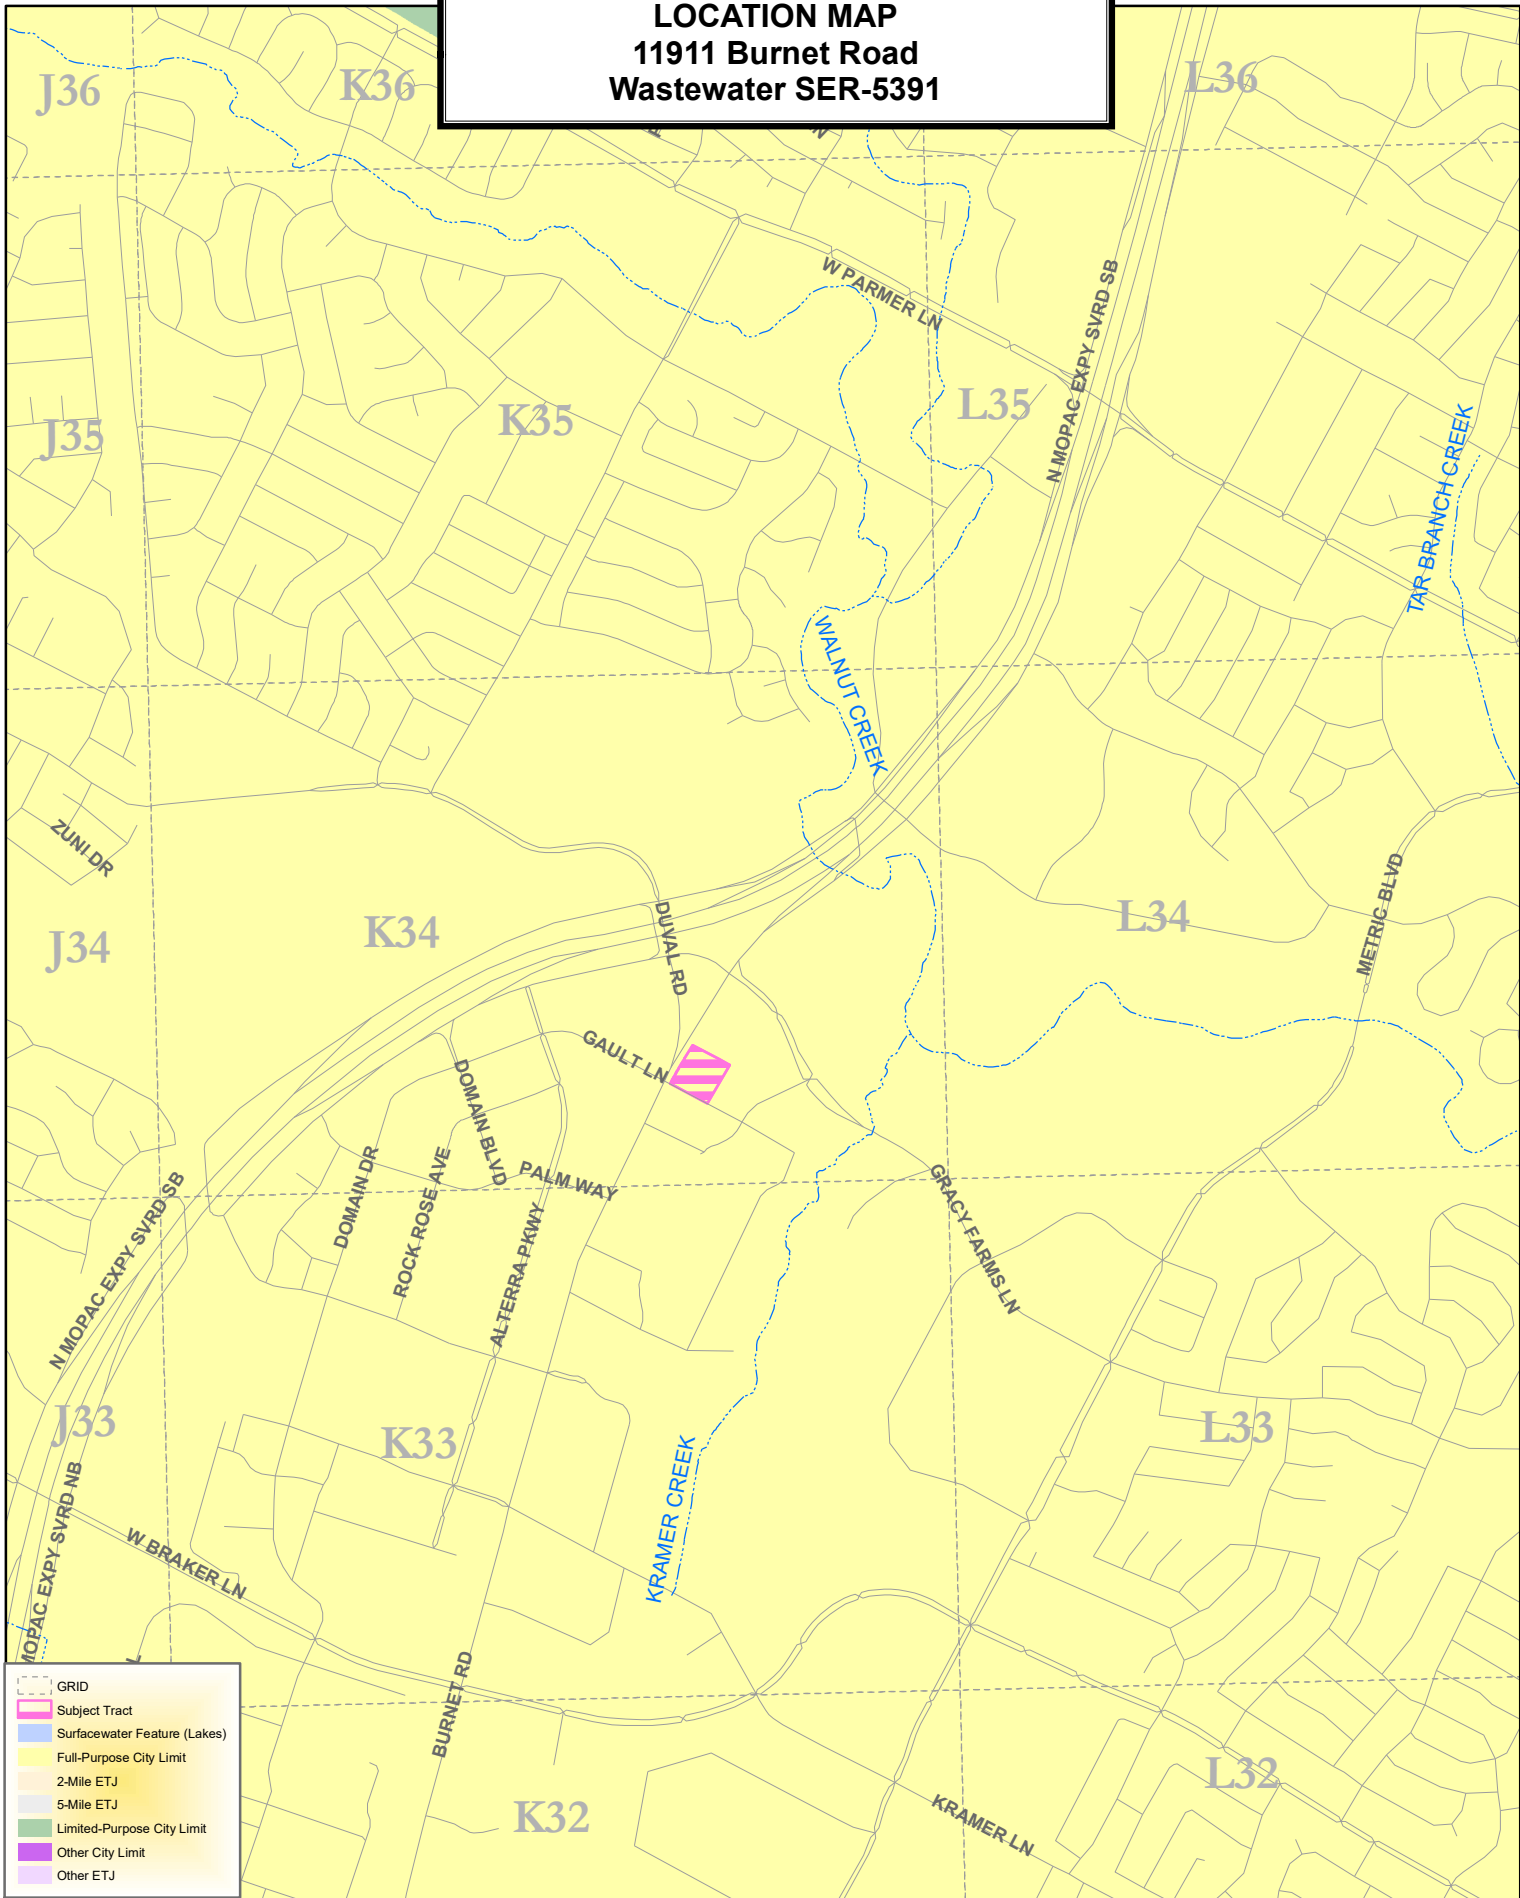 LOCATION MAP
11911 Burnet Road
Wastewater SER-5391
J36
K36
L36
N
W PARMER LN
N MOPAC EXPY SVRD SB
L35
K35
J35
TAR BRANCH CREEK
WALNUT CREEK
ZUNI DR
DUVAL RD
METRIC BLVD
K34
L34
J34
GAULT LN
DOMAIN BLVD
DOMAIN DR
ROCK ROSE AVE
PALM WAY
ALTERRA PKWY
GRACY FARMS LN
N MOPAC EXPY SVRD SB
J33
K33
L33
KRAMER CREEK
MOPAC EXPY SVRD NB
W BRAKER LN
L
BURNET RD
L32
K32
KRAMER LN
GRID
Subject Tract
Surfacewater Feature (Lakes)
Full-Purpose City Limit
2-Mile ETJ
5-Mile ETJ
Limited-Purpose City Limit
Other City Limit
Other ETJ